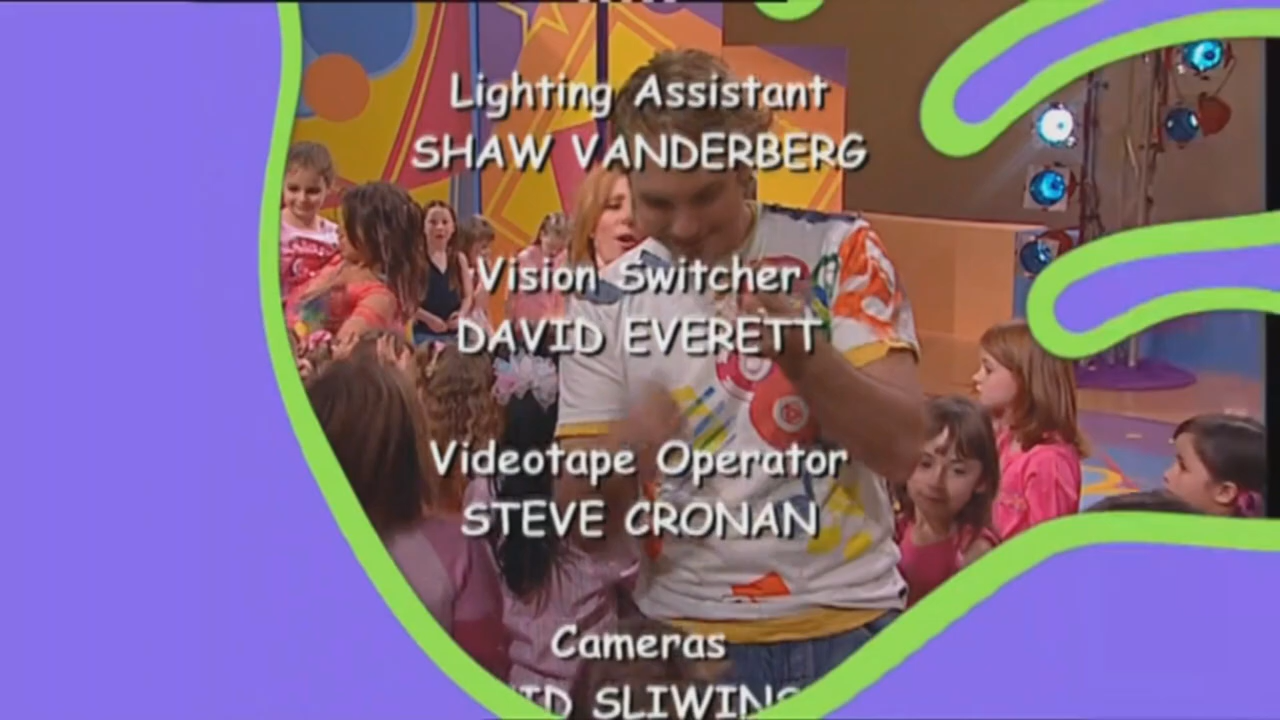 Lighting Assistant
SHAW VANDERBERG
Vision Switcher
DAVID EVERETT
Videotape Operator
STEVE CRONAN
Cameras